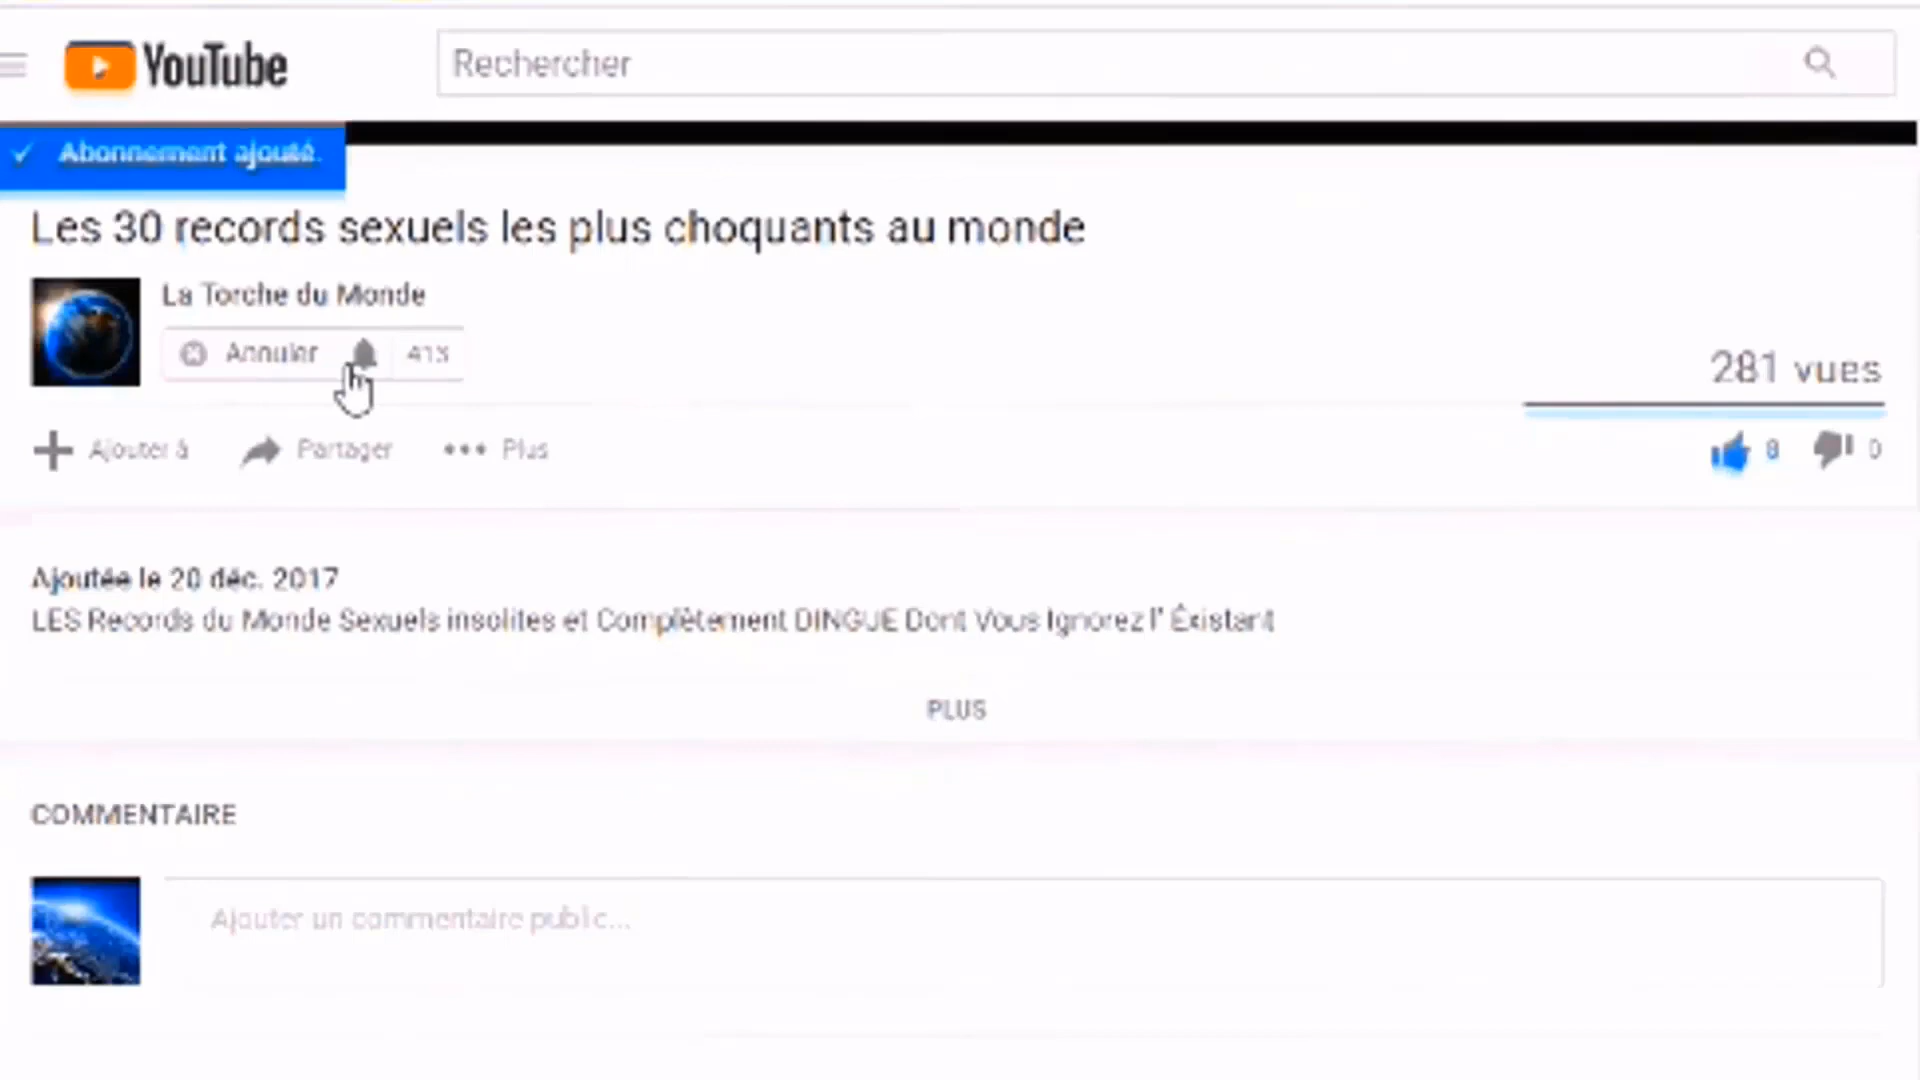 YouTube
Rechercher
Abonnement ajouté.
Les 30 records sexuels les plus choquants au monde
La Torche du Monde
Annuler 413
281 vues
Ajouter à Partager Plus
8 0
Ajoutée le 20 déc. 2017
LES Records du Monde Sexuels insolites et Complètement DINGUE Dont Vous Ignorez l' Éxistant
PLUS
COMMENTAIRE
Ajouter un commentaire public...